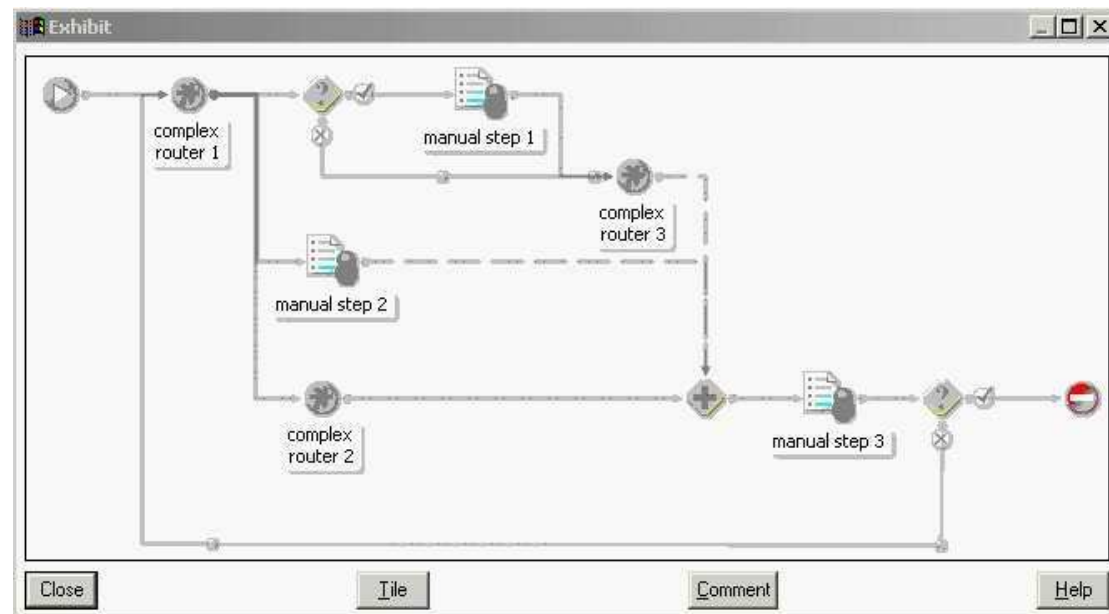 Exhibit
complex
router 1
manual step 1
complex
router 3
manual step 2
complex
router 2
manual step 3
Close
Tile
Comment
Help